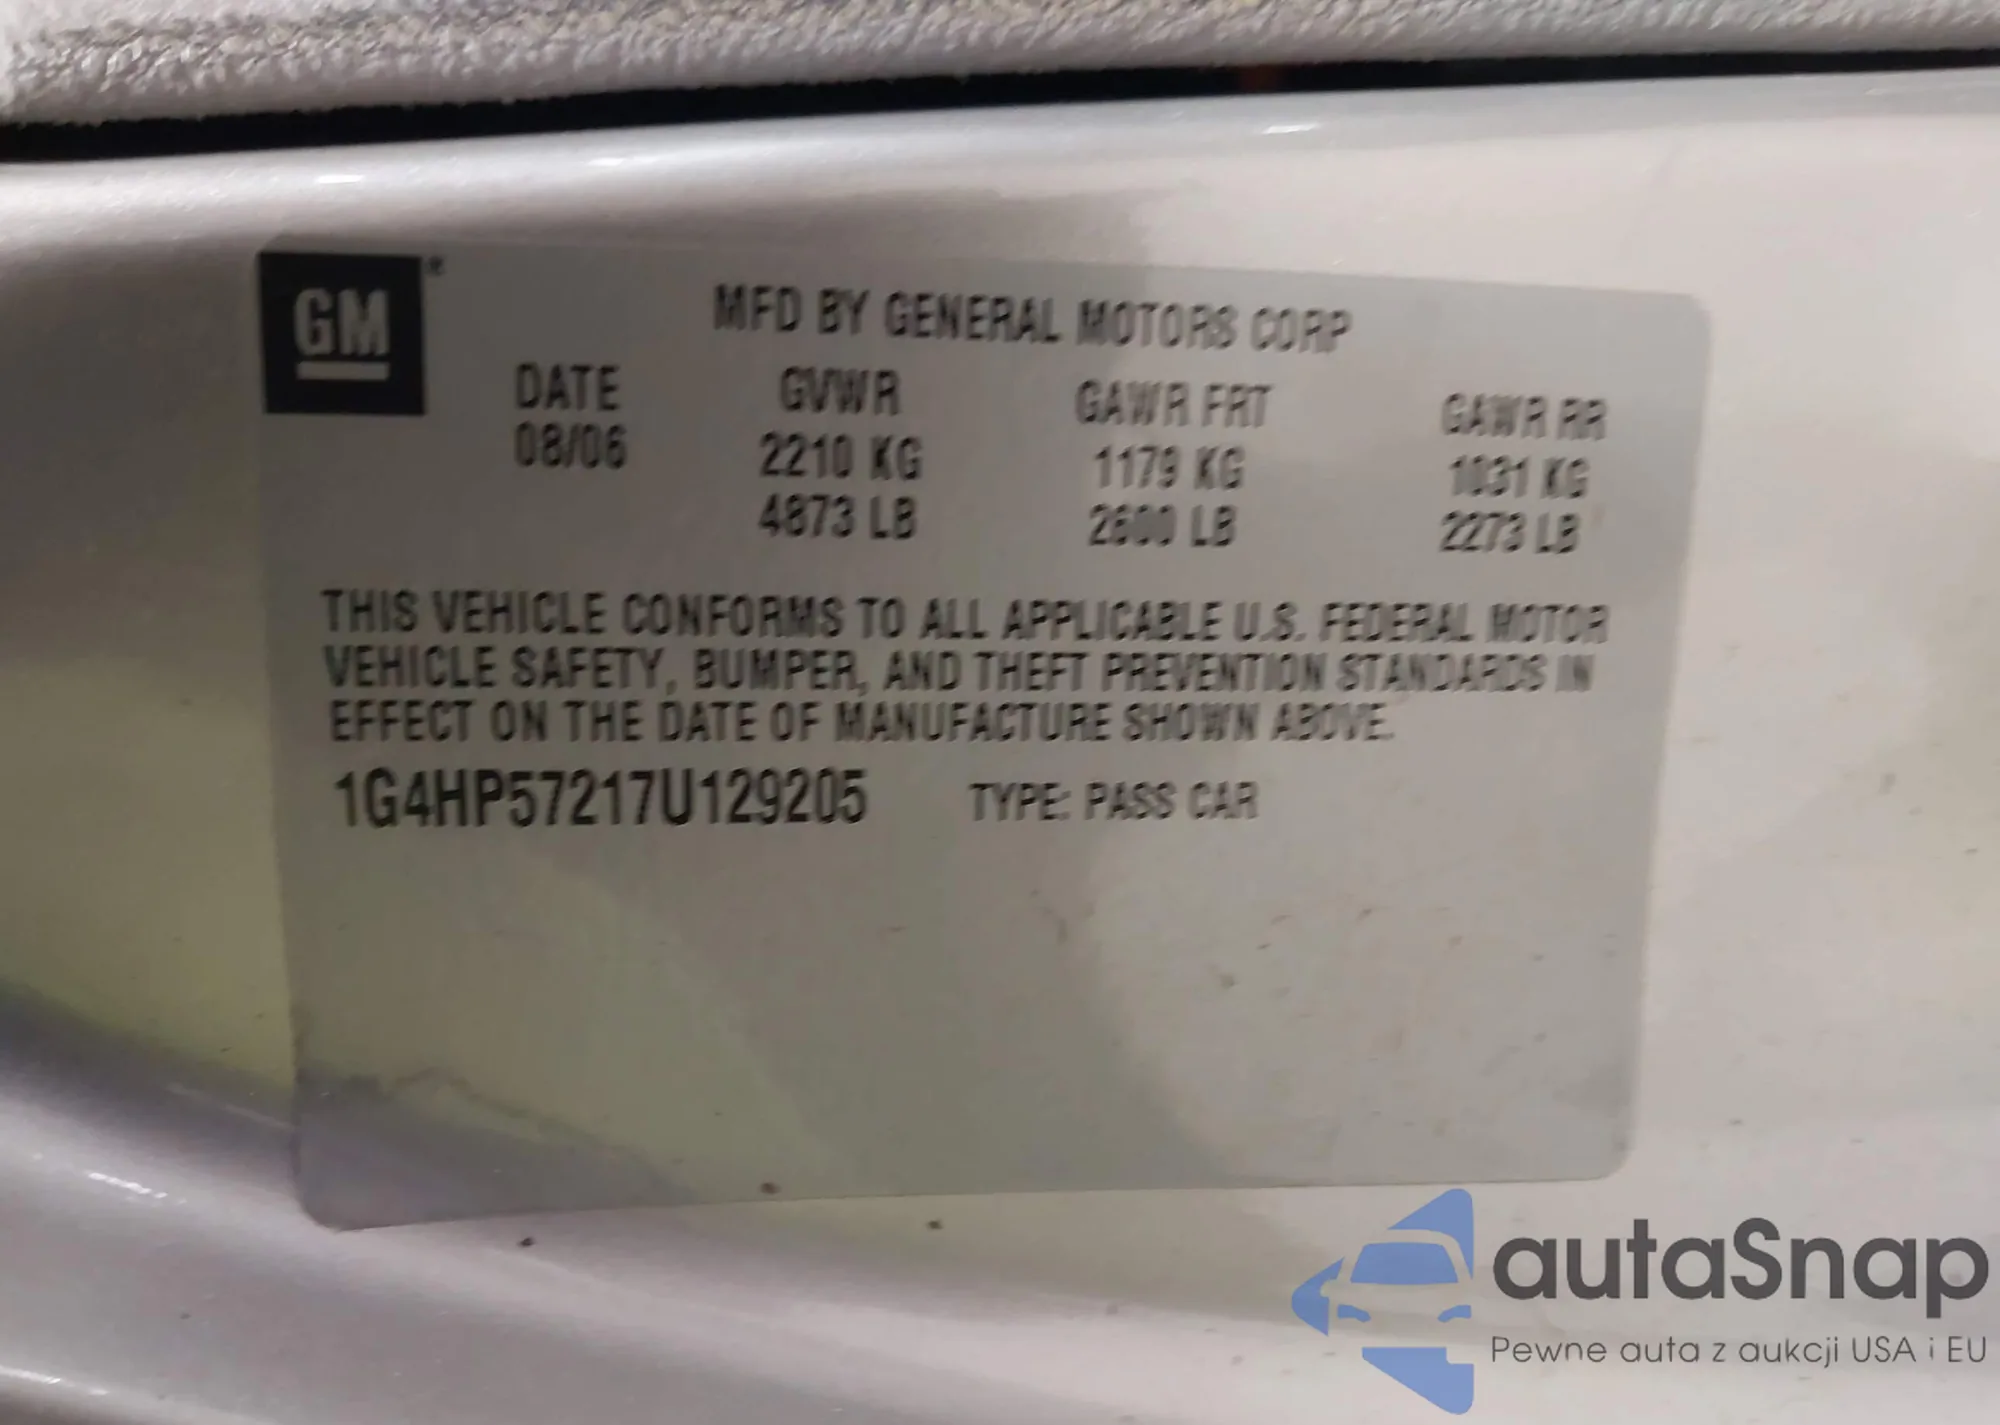 GM®
MFD BY GENERAL MOTORS CORP
DATE GVWR GAWR FRT GAWR RR
08/06 2210 KG 1179 KG 1031 KG
4873 LB 2600 LB 2273 LB
THIS VEHICLE CONFORMS TO ALL APPLICABLE U.S. FEDERAL MOTOR
VEHICLE SAFETY, BUMPER, AND THEFT PREVENTION STANDARDS IN
EFFECT ON THE DATE OF MANUFACTURE SHOWN ABOVE.
1G4HP57217U129205 TYPE: PASS CAR
autaSnap
Pewne auta z aukcji USA i EU